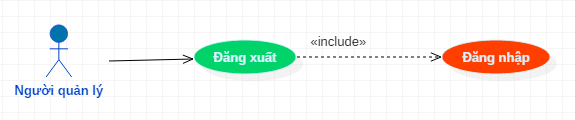 «include»
Đăng xuất
Đăng nhập
Người quản lý